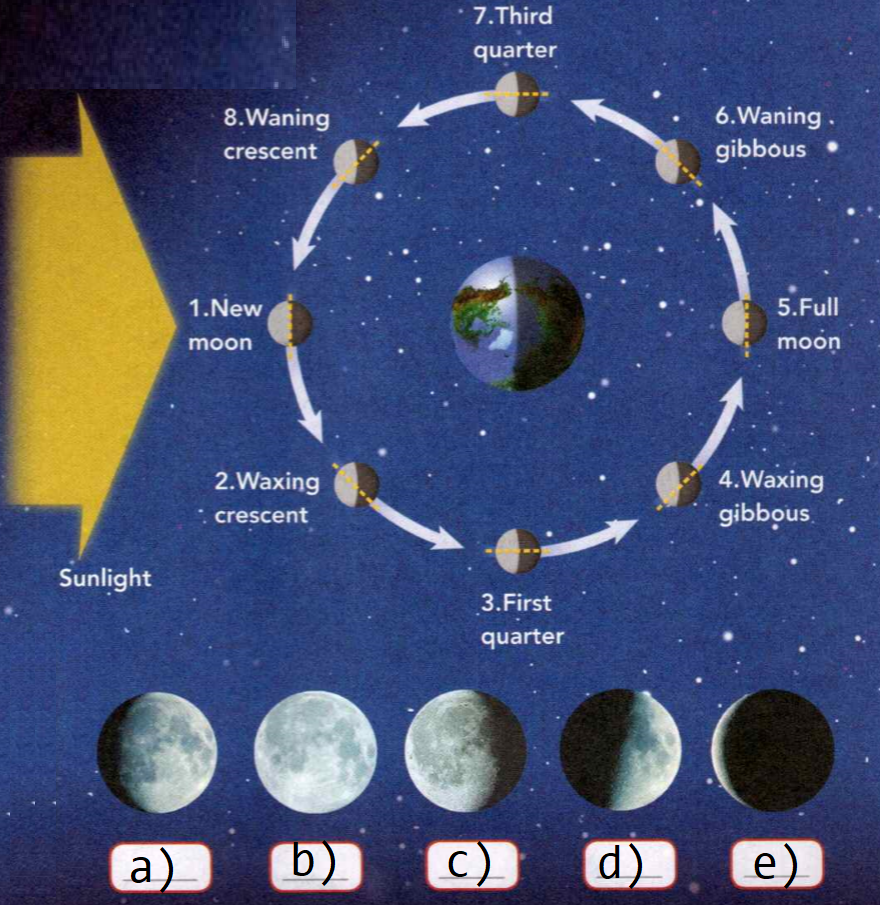 7.Third
quarter
8.Waning
crescent
6.Waning
gibbous
1.New
moon
5.Full
moon
2.Waxing
crescent
4.Waxing
gibbous
Sunlight
3.First
quarter
a)
b)
c)
d)
e)